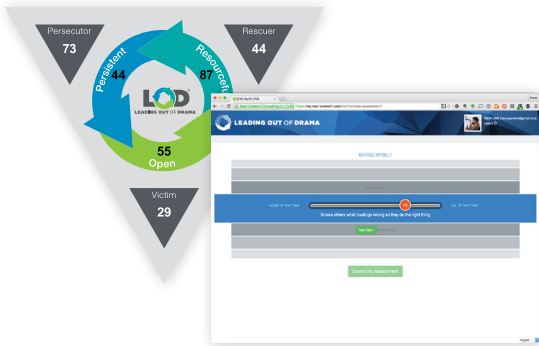 Persecutor
73
Rescuer
44
Persistent
44
Resourceful
87
LOD
LEADING OUT OF DRAMA
55
Open
Victim
29
LEADING OUT OF DRAMA
RATING MYSELF
NONE OF THE TIME
ALL OF THE TIME
Shows others what could go wrong so they do the right thing
Next Item
Submit My Assessment
English